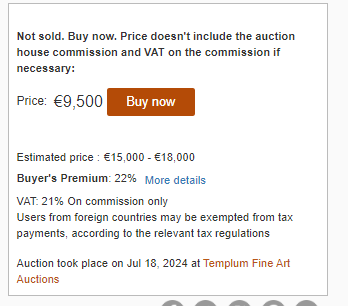 Not sold. Buy now. Price doesn't include the auction
house commission and VAT on the commission if
necessary:
Price: €9,500 Buy now
Estimated price : €15,000 - €18,000
Buyer's Premium: 22% More details
VAT: 21% On commission only
Users from foreign countries may be exempted from tax
payments, according to the relevant tax regulations
Auction took place on Jul 18, 2024 at Templum Fine Art
Auctions